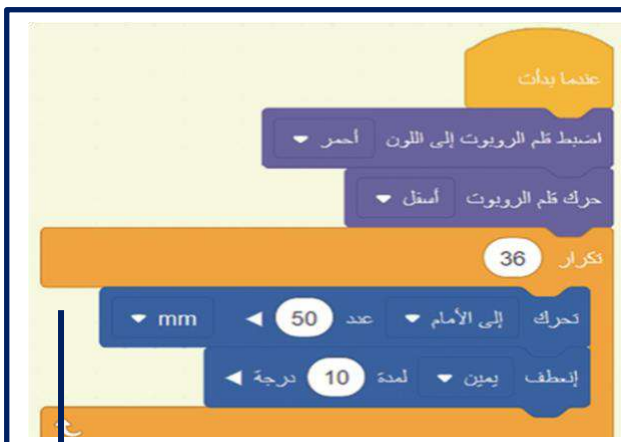 عندما بدأت
اضبط قلم الروبوت إلى اللون أحمر
حرك قلم الروبوت أسفل
تكرار 36
تحرك إلى الأمام عدد 50 mm
إنعطف يمين لمدة 10 درجة